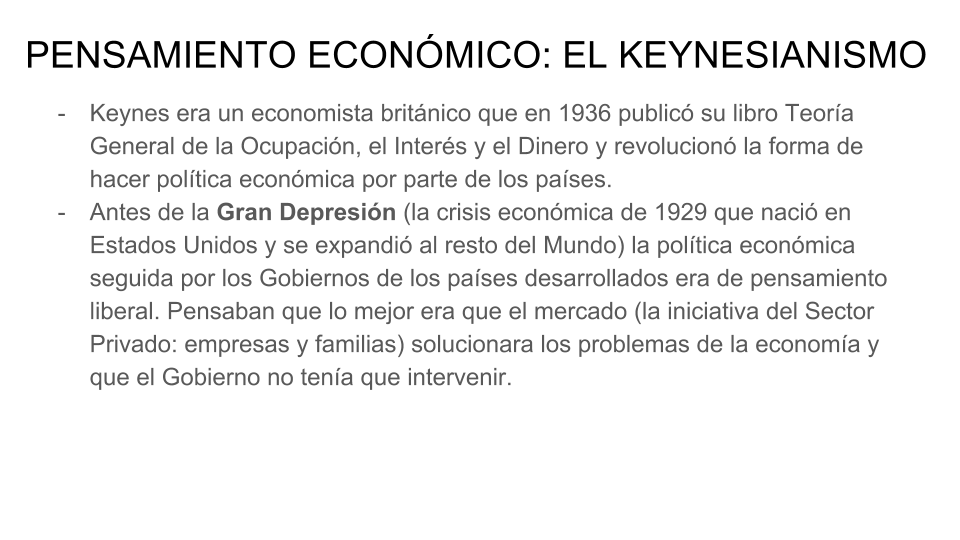 PENSAMIENTO ECONÓMICO: EL KEYNESIANISMO
- Keynes era un economista británico que en 1936 publicó su libro Teoría
General de la Ocupación, el Interés y el Dinero y revolucionó la forma de
hacer política económica por parte de los países.
- Antes de la Gran Depresión (la crisis económica de 1929 que nació en
Estados Unidos y se expandió al resto del Mundo) la política económica
seguida por los Gobiernos de los países desarrollados era de pensamiento
liberal. Pensaban que lo mejor era que el mercado (la iniciativa del Sector
Privado: empresas y familias) solucionara los problemas de la economía y
que el Gobierno no tenía que intervenir.